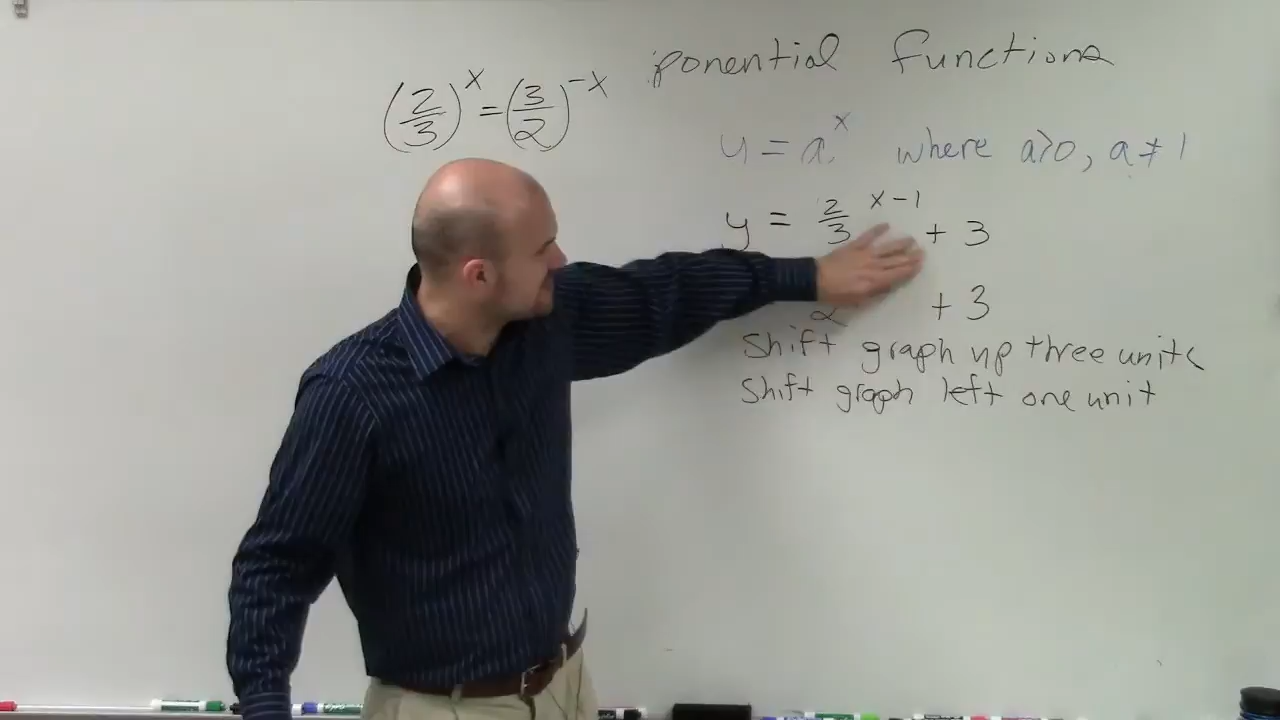 ponential functions
(2/3)^x = (3/2)^-x
y = a^x where a>0, a ≠ 1
y = 2/3^x-1 + 3
2 + 3
Shift graph up three units
Shift graph left one unit